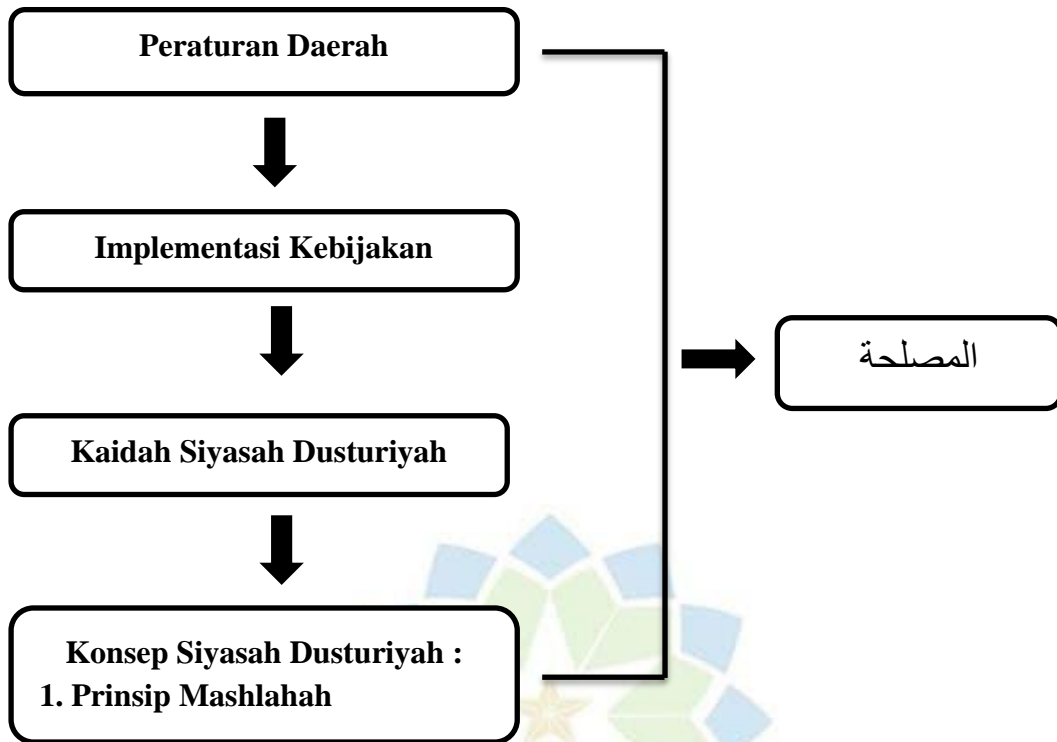 Peraturan Daerah
Implementasi Kebijakan
المصلحة
Kaidah Siyasah Dusturiyah
Konsep Siyasah Dusturiyah :
1. Prinsip Mashlahah